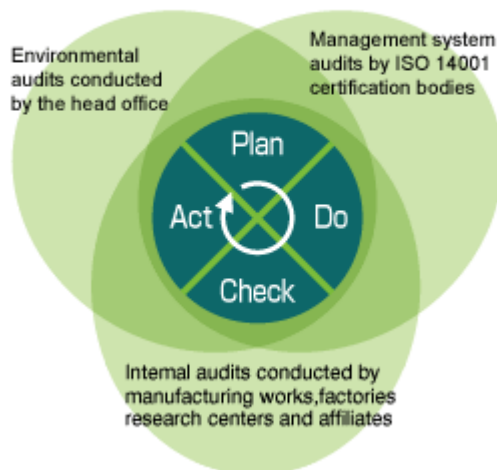 Environmental
audits conducted
by the head office
Management system
audits by ISO 14001
certification bodies
Plan
Act
Do
Check
Internal audits conducted by
manufacturing works,factories
research centers and affiliates